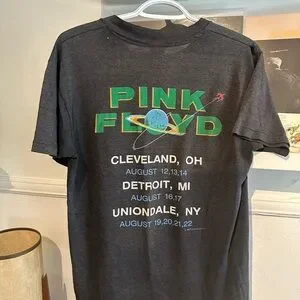 PINK
FLOYD
CLEVELAND, OH
AUGUST 12,13,14
DETROIT, MI
AUGUST 16,17
UNIONDALE, NY
AUGUST 19,20,21,22